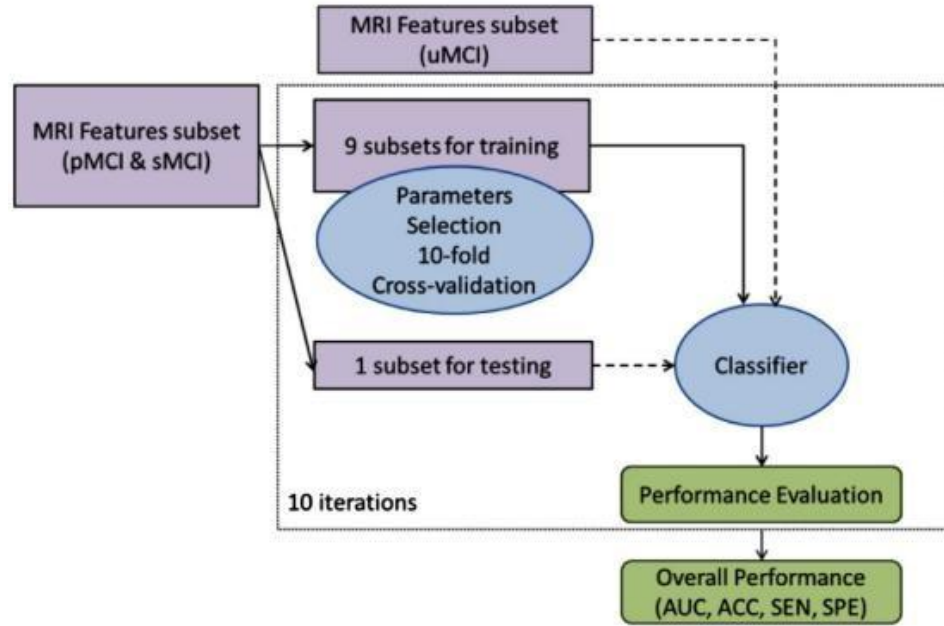 MRI Features subset
(uMCI)
MRI Features subset
(pMCI & sMCI)
9 subsets for training
Parameters
Selection
10-fold
Cross-validation
1 subset for testing
Classifier
Performance Evaluation
10 iterations
Overall Performance
(AUC, ACC, SEN, SPE)